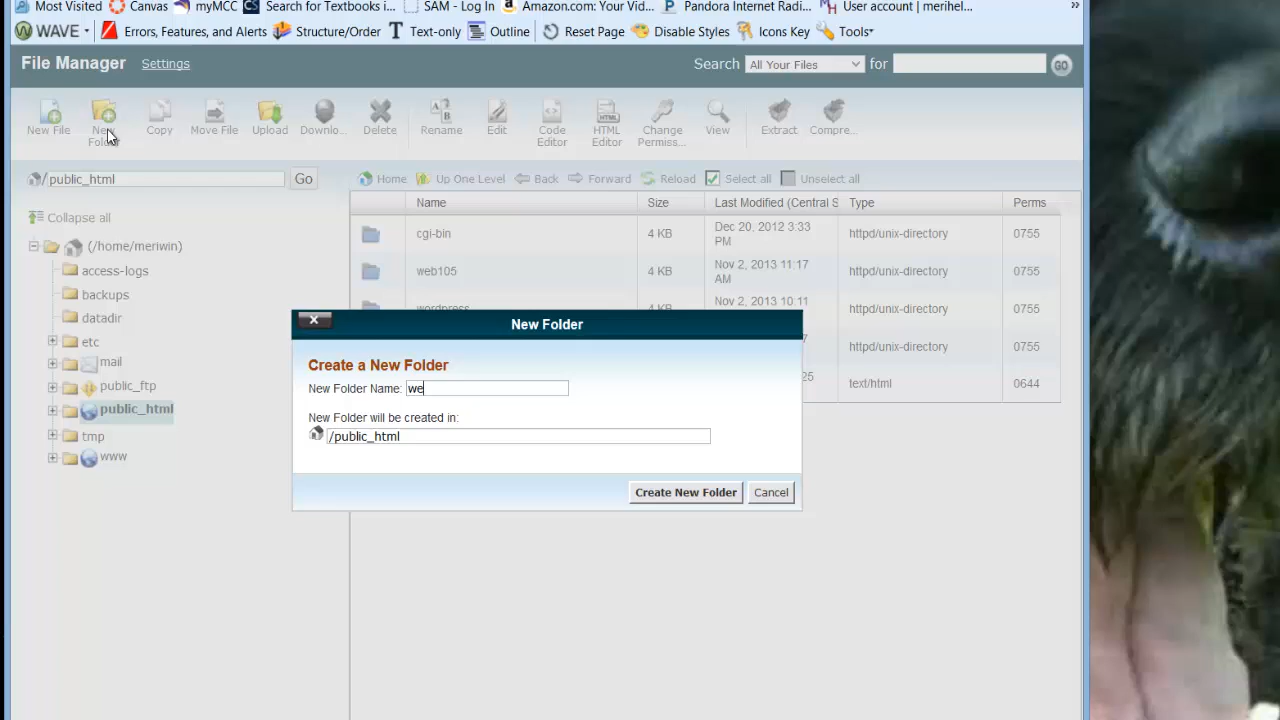 Most Visited Canvas myMCC CS Search for Textbooks i... SAM - Log In a Amazon.com: Your Vid... P Pandora Internet Radi... User account | merihel... »
WAVE Errors, Features, and Alerts Structure/Order T Text-only Outline Reset Page Disable Styles Icons Key Tools
File Manager Settings Search All Your Files for GO
New File New Folder Copy Move File Upload Downlo... Delete Rename Edit Code Editor HTML Editor Change Permiss... View Extract Compre...
/public_html Go Home Up One Level Back Forward Reload Select all Unselect all
Collapse all
(/home/meriwin)
access-logs
backups
datadir
etc
mail
public_ftp
public_html
tmp
www
Name Size Last Modified (Central S Type Perms
cgi-bin 4 KB Dec 20, 2012 3:33 PM httpd/unix-directory 0755
web105 4 KB Nov 2, 2013 11:17 AM httpd/unix-directory 0755
wordpress 4 KB Nov 2, 2013 10:11 httpd/unix-directory 0755
httpd/unix-directory 0755
25 text/html 0644
New Folder
Create a New Folder
New Folder Name: we
New Folder will be created in:
/public_html
Create New Folder Cancel